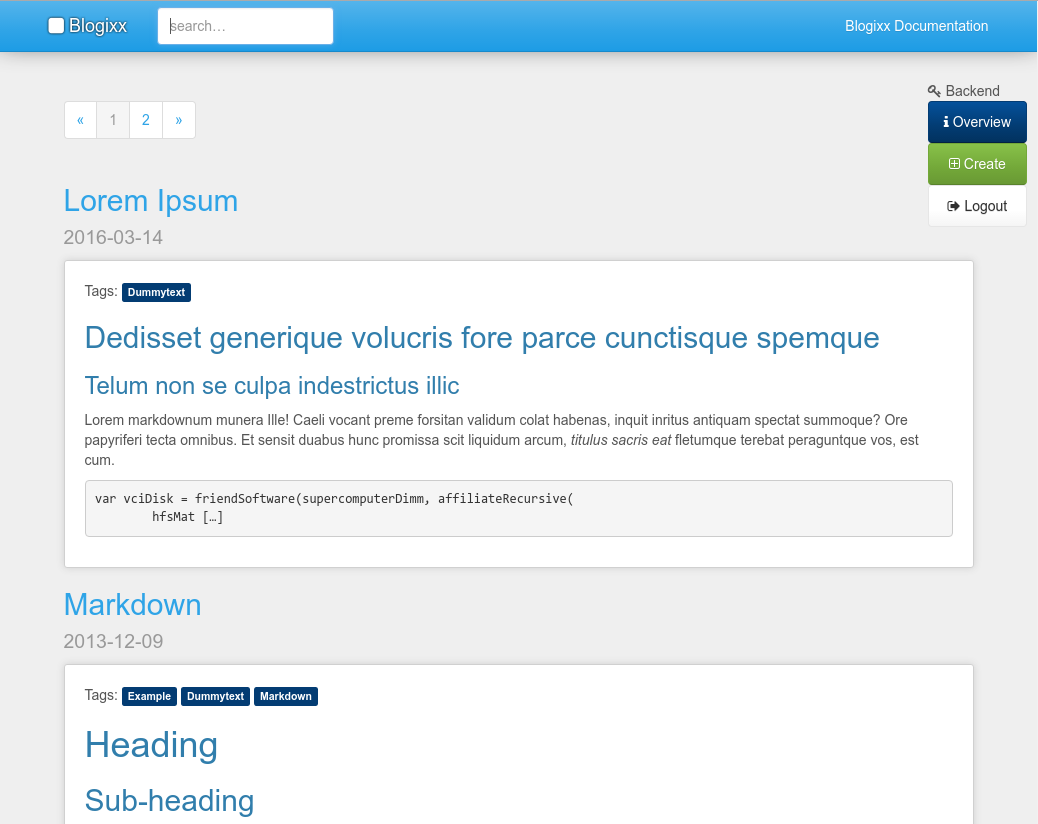 Blogixx
search…
Blogixx Documentation
Backend
Overview
Create
Logout
« 1 2 »
Lorem Ipsum
2016-03-14
Tags: Dummytext
Dedisset generique volucris fore parce cunctisque spemque
Telum non se culpa indestrictus illic
Lorem markdownum munera Ille! Caeli vocant preme forsitan validum colat habenas, inquit inritus antiquam spectat summoque? Ore
papyriferi tecta omnibus. Et sensit duabus hunc promissa scit liquidum arcum, titulus sacris eat fletumque terebat peraguntque vos, est
cum.
var vciDisk = friendSoftware(supercomputerDimm, affiliateRecursive(
        hfsMat […]
Markdown
2013-12-09
Tags: Example Dummytext Markdown
Heading
Sub-heading